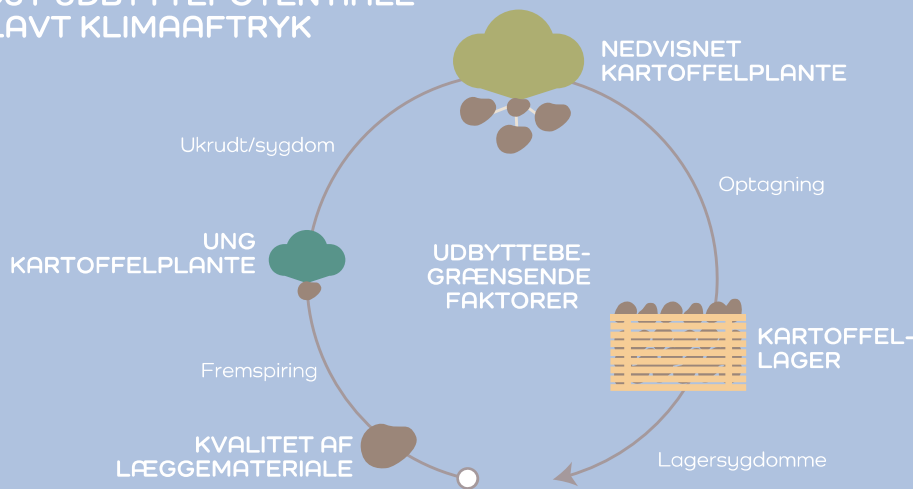 LAVT KLIMAAFTRYK
NEDVISNET
KARTOFFELPLANTE
Ukrudt/sygdom
Optagning
UNG
KARTOFFELPLANTE
UDBYTTEBE-
GRÆNSENDE
FAKTORER
KARTOFFEL-
LAGER
Fremspiring
KVALITET AF
LÆGGEMATERIALE
Lagersygdomme